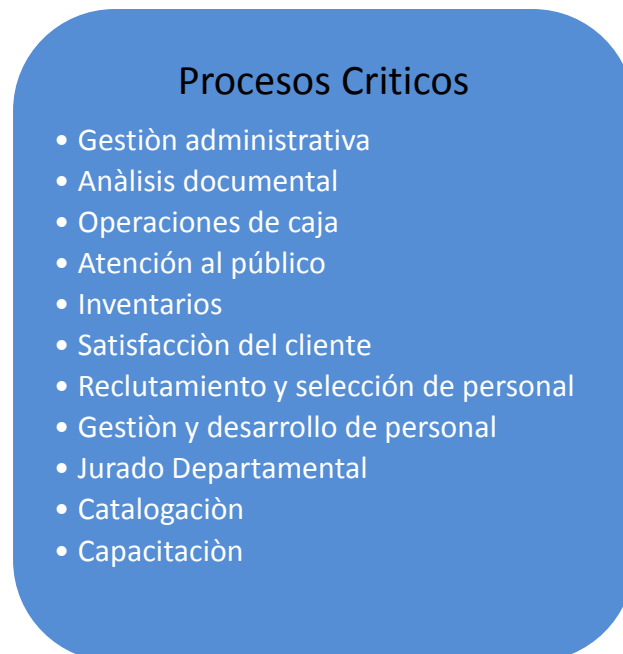 Procesos Criticos
• Gestiòn administrativa
• Anàlisis documental
• Operaciones de caja
• Atención al público
• Inventarios
• Satisfacciòn del cliente
• Reclutamiento y selección de personal
• Gestiòn y desarrollo de personal
• Jurado Departamental
• Catalogaciòn
• Capacitaciòn